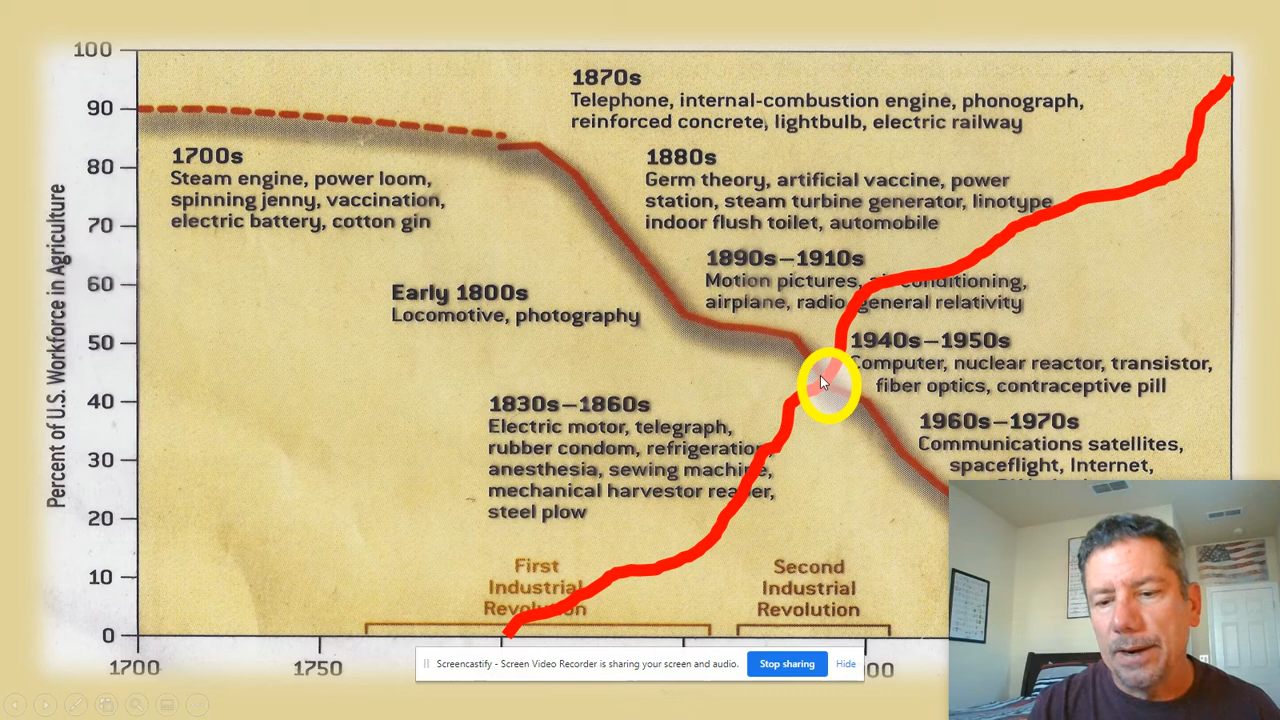 100
90
80
70
60
50
40
30
20
10
0
Percent of U.S. Workforce in Agriculture
1700s
Steam engine, power loom,
spinning jenny, vaccination,
electric battery, cotton gin
1870s
Telephone, internal-combustion engine, phonograph,
reinforced concrete, lightbulb, electric railway
1880s
Germ theory, artificial vaccine, power
station, steam turbine generator, linotype
indoor flush toilet, automobile
1890s–1910s
Motion pictures, air conditioning,
airplane, radio, general relativity
Early 1800s
Locomotive, photography
1940s–1950s
Computer, nuclear reactor, transistor,
fiber optics, contraceptive pill
1830s–1860s
Electric motor, telegraph,
rubber condom, refrigeration,
anesthesia, sewing machine,
mechanical harvestor reaper,
steel plow
1960s–1970s
Communications satellites,
spaceflight, Internet,
First
Industrial
Revolution
Second
Industrial
Revolution
1700
1750
00
Screencastify - Screen Video Recorder is sharing your screen and audio.
Stop sharing
Hide